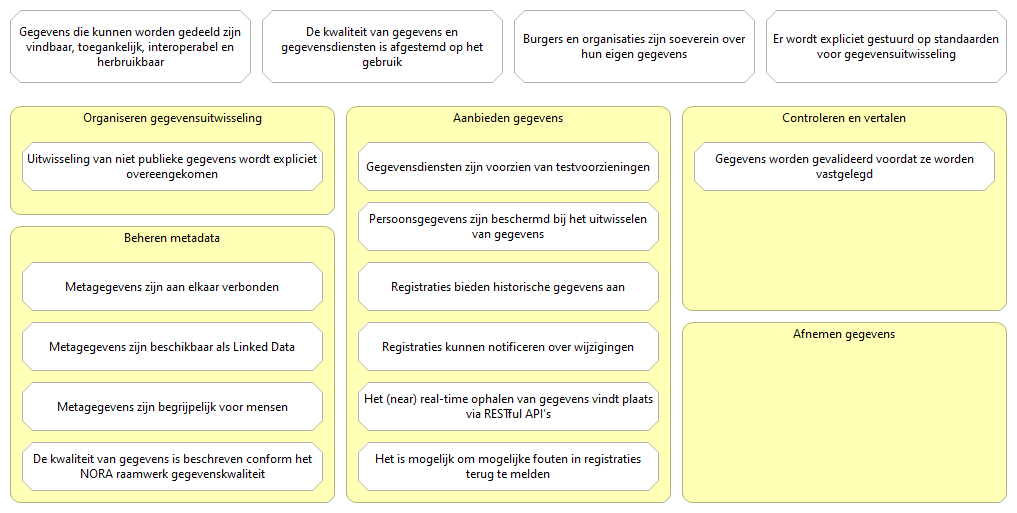 Gegevens die kunnen worden gedeeld zijn
vindbaar, toegankelijk, interoperabel en
herbruikbaar
De kwaliteit van gegevens en
gegevensdiensten is afgestemd op het
gebruik
Burgers en organisaties zijn soeverein over
hun eigen gegevens
Er wordt expliciet gestuurd op standaarden
voor gegevensuitwisseling
Organiseren gegevensuitwisseling
Uitwisseling van niet publieke gegevens wordt expliciet
overeengekomen
Beheren metadata
Metagegevens zijn aan elkaar verbonden
Metagegevens zijn beschikbaar als Linked Data
Metagegevens zijn begrijpelijk voor mensen
De kwaliteit van gegevens is beschreven conform het
NORA raamwerk gegevenskwaliteit
Aanbieden gegevens
Gegevensdiensten zijn voorzien van testvoorzieningen
Persoonsgegevens zijn beschermd bij het uitwisselen
van gegevens
Registraties bieden historische gegevens aan
Registraties kunnen notificeren over wijzigingen
Het (near) real-time ophalen van gegevens vindt plaats
via RESTful API's
Het is mogelijk om mogelijke fouten in registraties
terug te melden
Controleren en vertalen
Gegevens worden gevalideerd voordat ze worden
vastgelegd
Afnemen gegevens